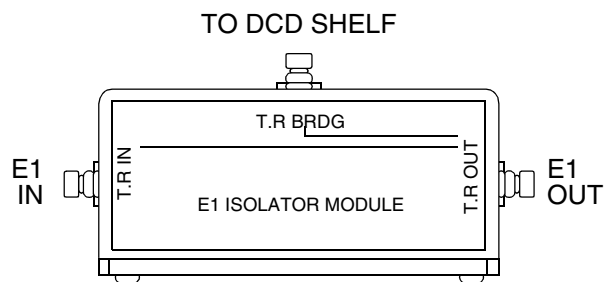 TO DCD SHELF
T.R BRDG
E1
IN
T.R IN
E1 ISOLATOR MODULE
T.R OUT
E1
OUT